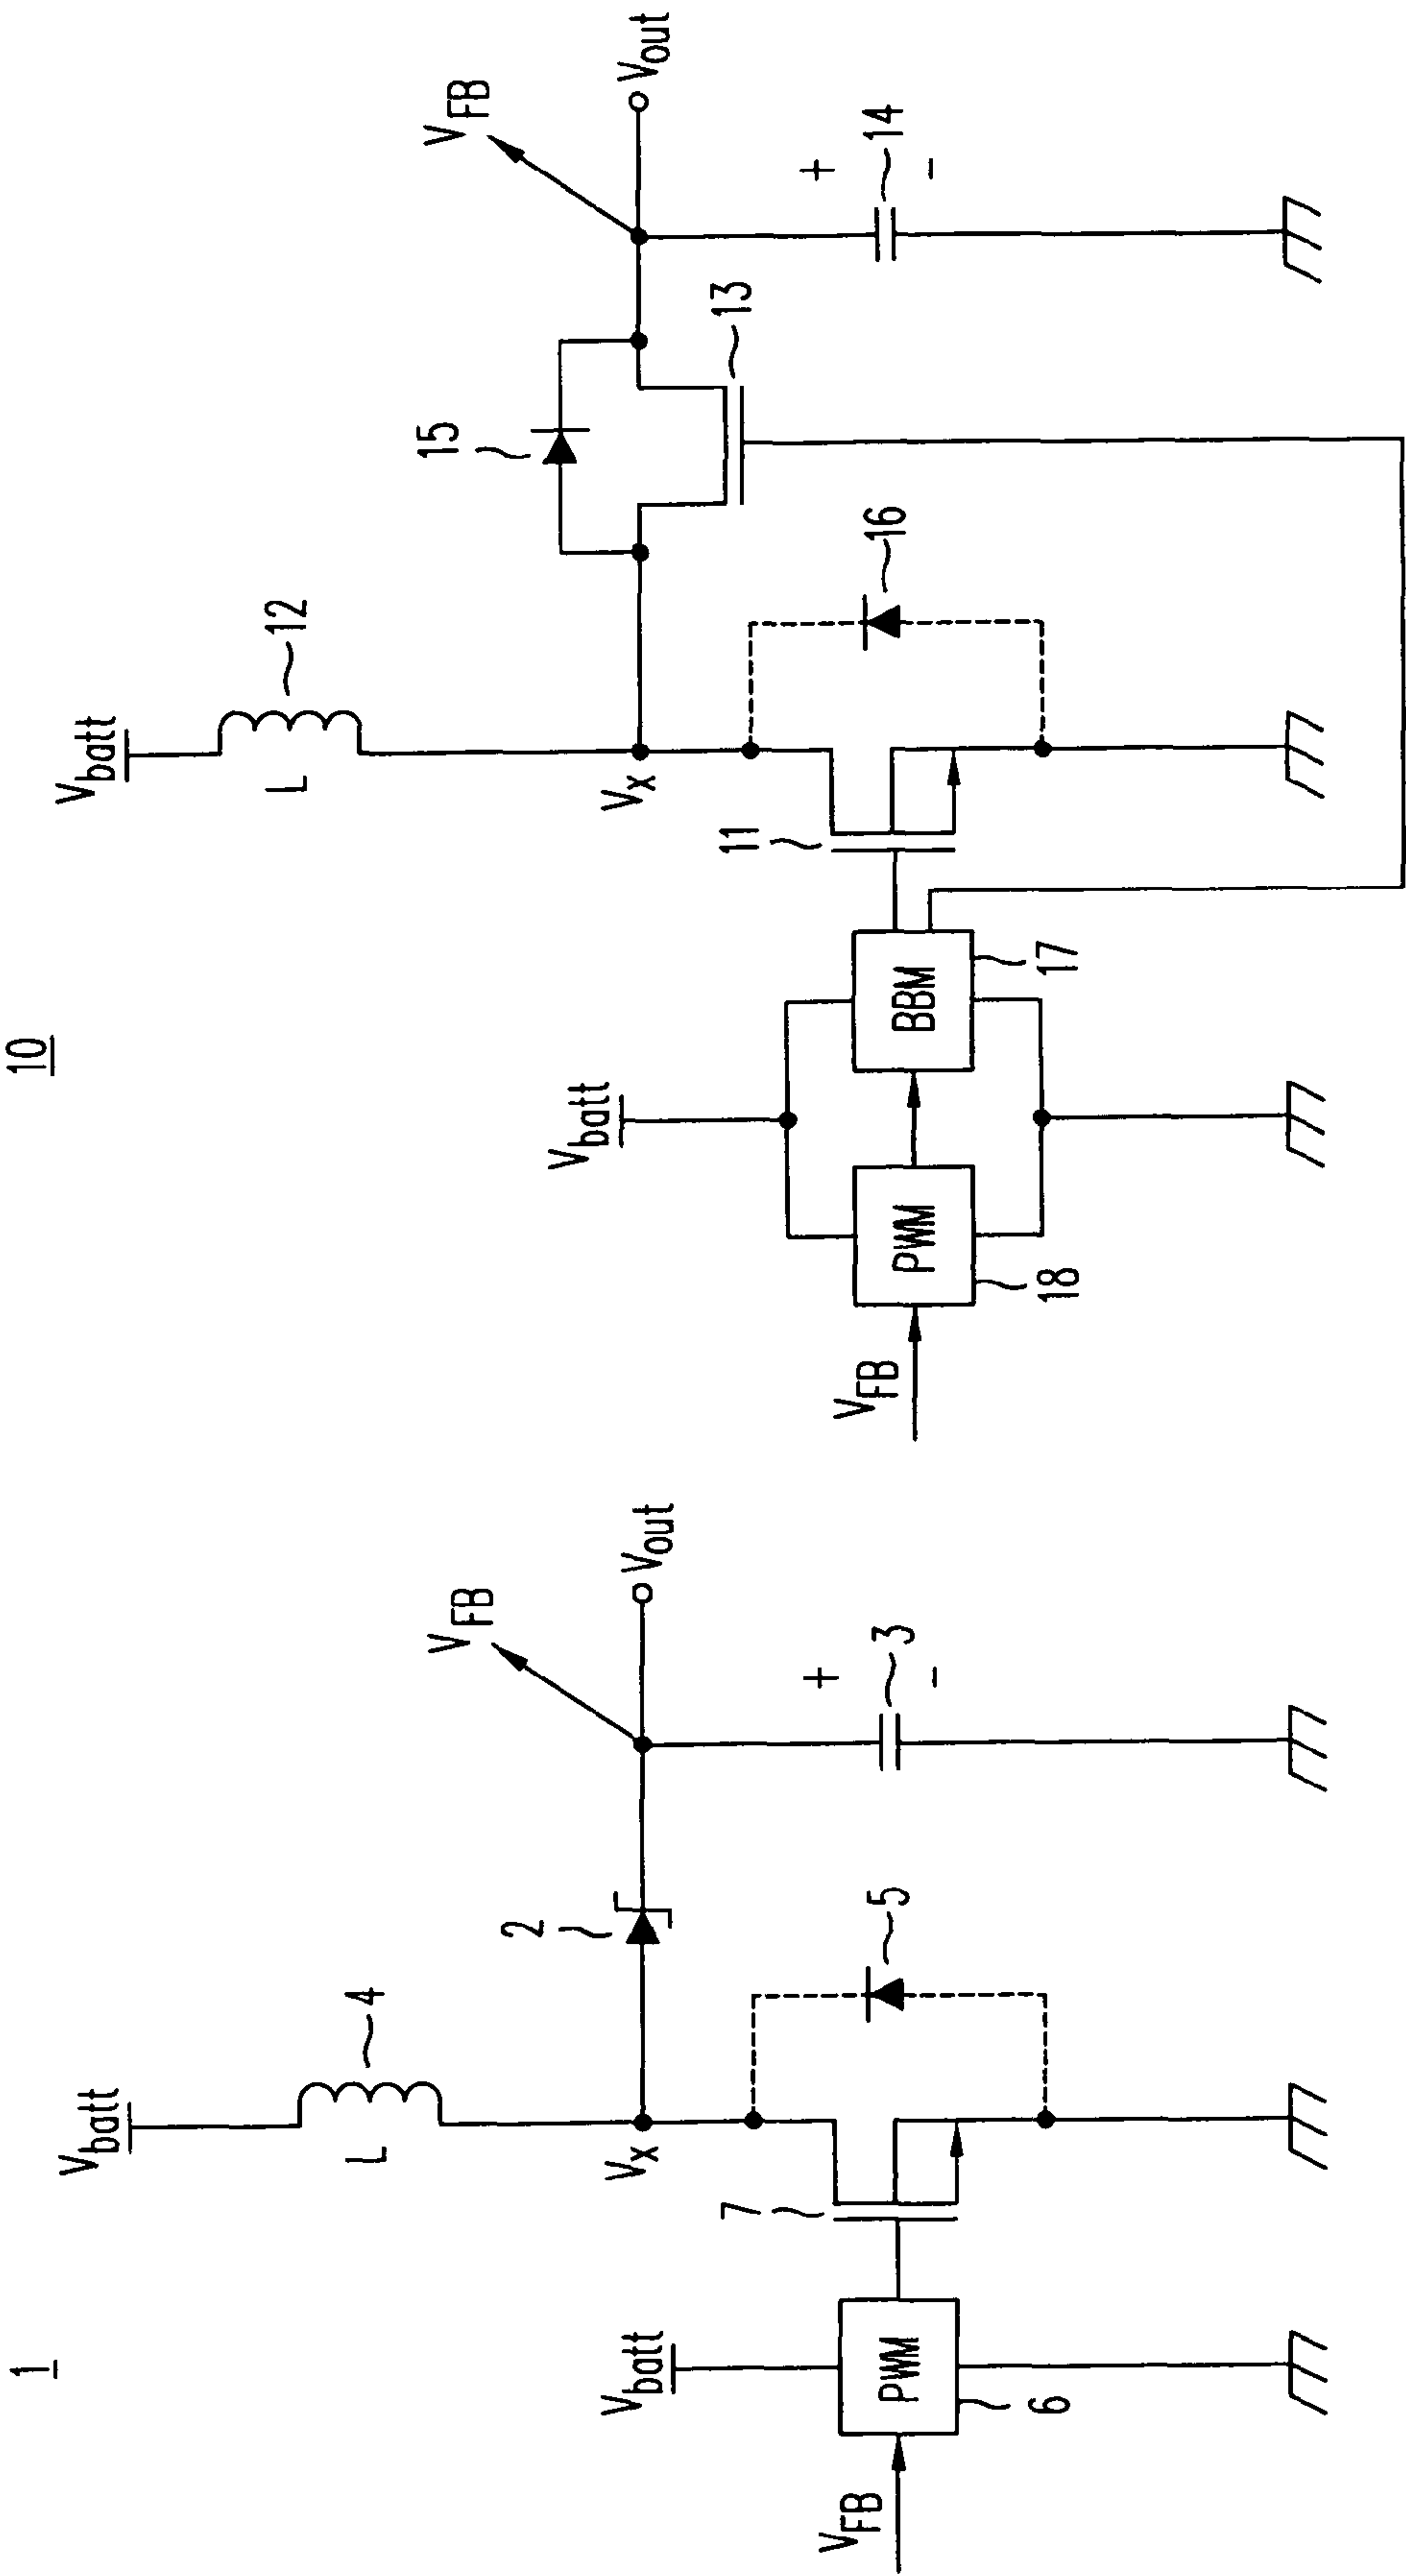 1
V_batt
4
L
V_FB
2
V_x
V_out
V_batt
7
5
+
3
-
V_FB
PWM
6
10
V_batt
12
L
V_FB
15
V_x
V_out
13
V_batt
11
16
+
14
-
V_FB
PWM
BBM
18
17